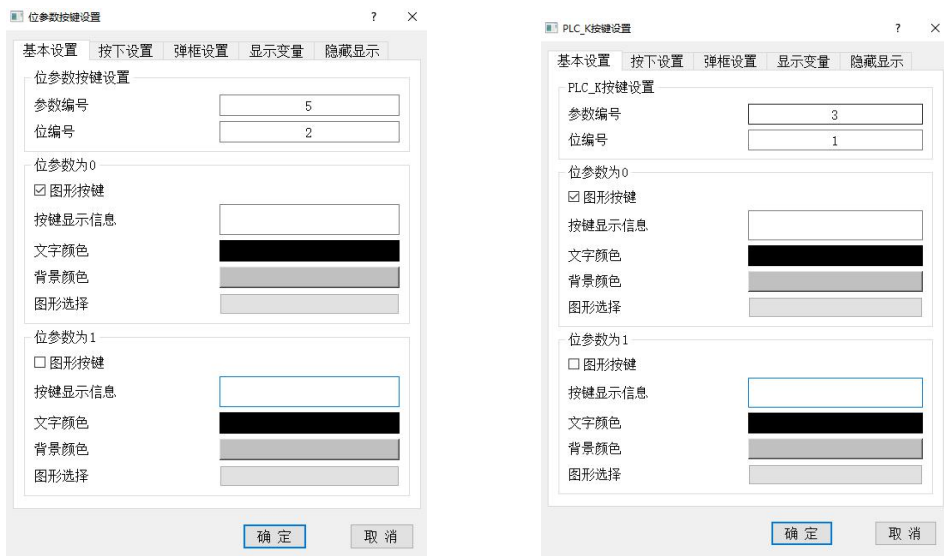 位参数按键设置
?
×
基本设置 按下设置 弹框设置 显示变量 隐藏显示
位参数按键设置
参数编号 5
位编号 2
位参数为0
图形按键
按键显示信息
文字颜色
背景颜色
图形选择
位参数为1
图形按键
按键显示信息
文字颜色
背景颜色
图形选择
确定 取消
PLC_K按键设置
?
×
基本设置 按下设置 弹框设置 显示变量 隐藏显示
PLC_K按键设置
参数编号 3
位编号 1
位参数为0
图形按键
按键显示信息
文字颜色
背景颜色
图形选择
位参数为1
图形按键
按键显示信息
文字颜色
背景颜色
图形选择
确定 取消